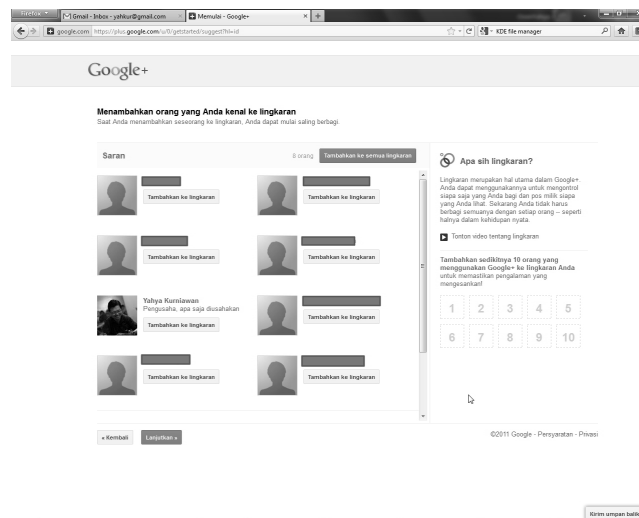 Firefox
Gmail - Inbox - yahkur@gmail.com
Memulai - Google+
google.com https://plus.google.com/u/0/getstarted/suggest?hl=id
KDE file manager
Google+
Menambahkan orang yang Anda kenal ke lingkaran
Saat Anda menambahkan seseorang ke lingkaran, Anda dapat mulai saling berbagi.
Saran
8 orang
Tambahkan ke semua lingkaran
Tambahkan ke lingkaran
Tambahkan ke lingkaran
Tambahkan ke lingkaran
Tambahkan ke lingkaran
Yahya Kurniawan
Pengusaha, apa saja diusahakan
Tambahkan ke lingkaran
Tambahkan ke lingkaran
Tambahkan ke lingkaran
Tambahkan ke lingkaran
« Kembali
Lanjutkan »
Apa sih lingkaran?
Lingkaran merupakan hal utama dalam Google+.
Anda dapat menggunakannya untuk mengontrol
siapa saja yang Anda bagi dan pos milik siapa
yang Anda lihat. Sekarang Anda tidak harus
berbagi semuanya dengan setiap orang – seperti
halnya dalam kehidupan nyata.
Tonton video tentang lingkaran
Tambahkan sedikitnya 10 orang yang
menggunakan Google+ ke lingkaran Anda
untuk memastikan pengalaman yang
mengesankan!
1 2 3 4 5
6 7 8 9 10
©2011 Google - Persyaratan - Privasi
Kirim umpan balik